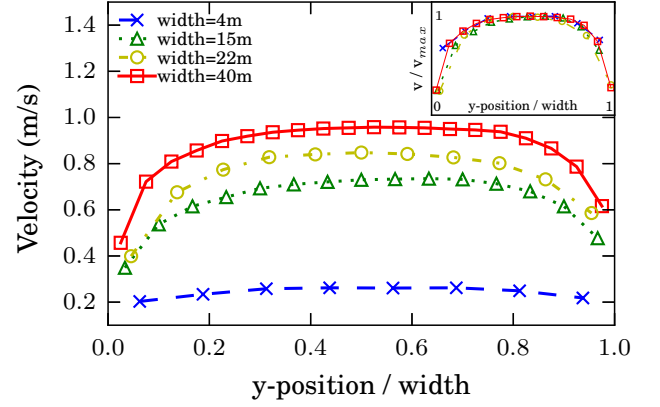 width=4m
width=15m
width=22m
width=40m
1.4
1.2
1.0
0.8
0.6
0.4
0.2
Velocity (m/s)
0.0 0.2 0.4 0.6 0.8 1.0
y-position / width
1
v / vmax
0 1
y-position / width